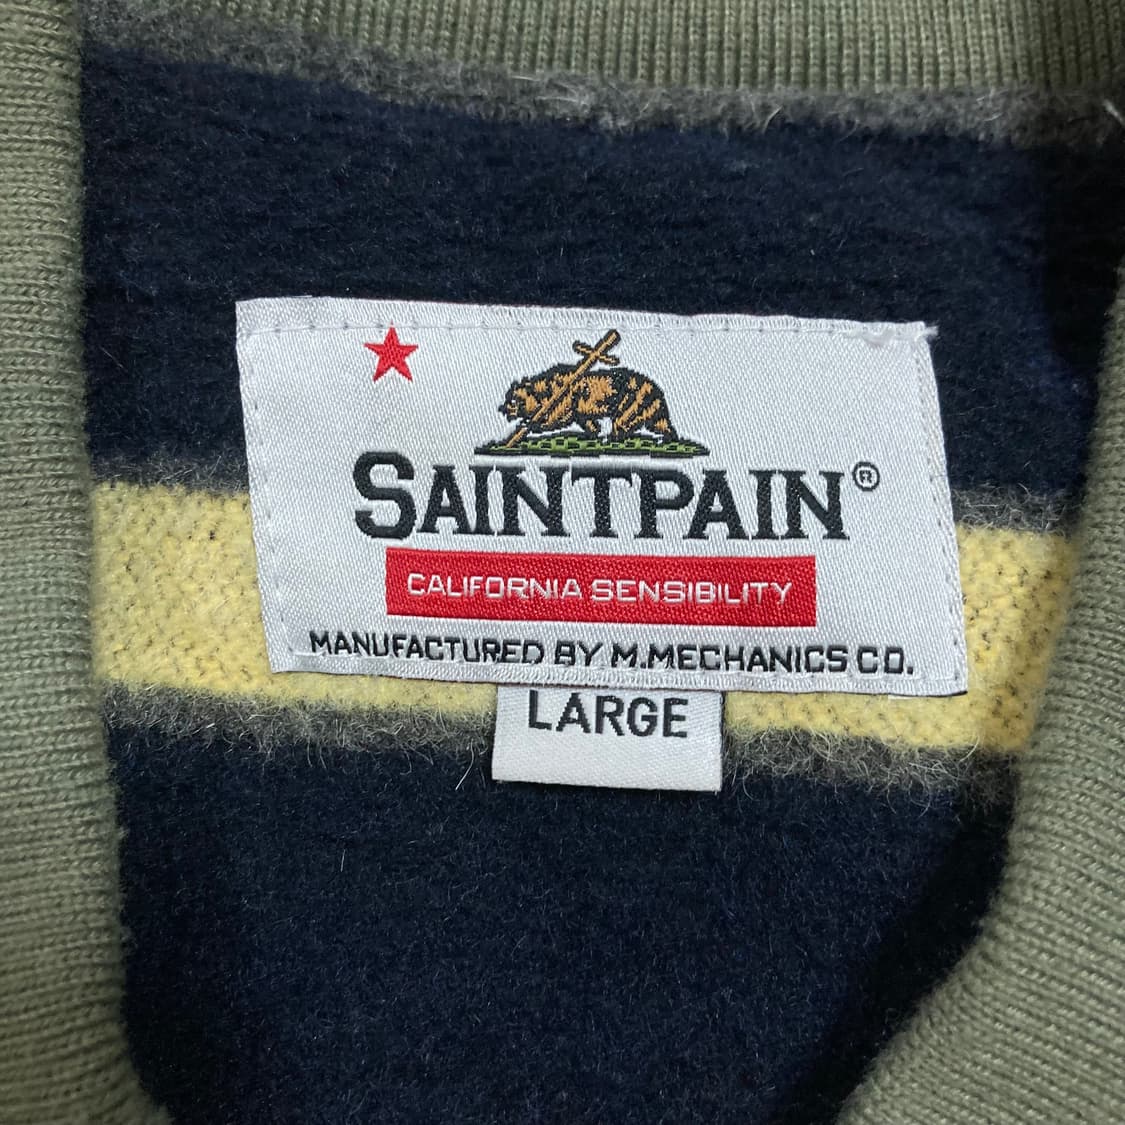 SAINTPAIN®
CALIFORNIA SENSIBILITY
MANUFACTURED BY M.MECHANICS CO.
LARGE